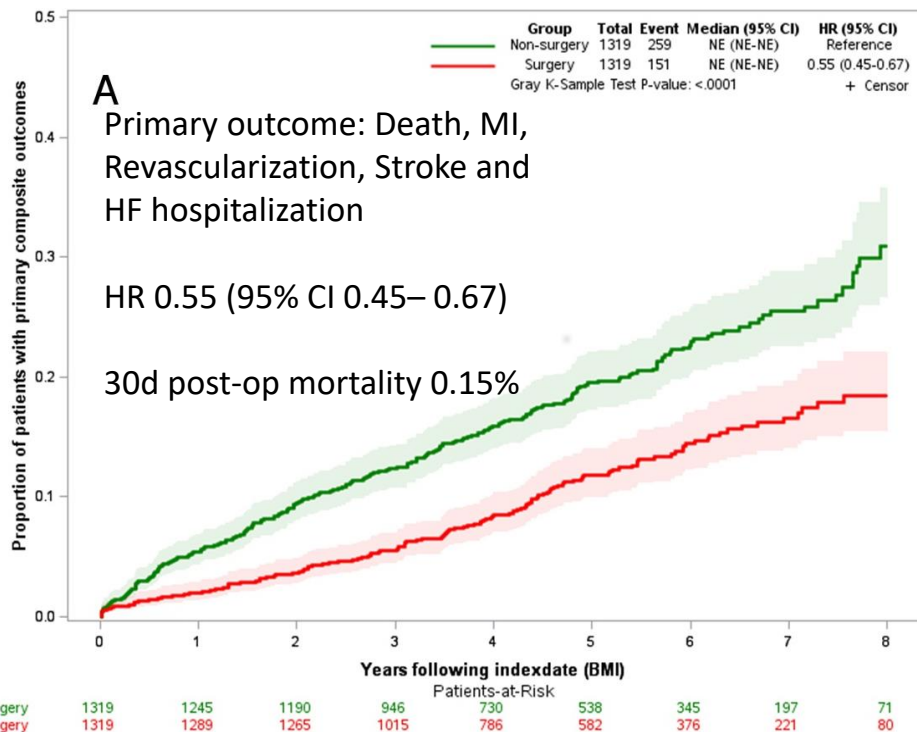 0.5
Group Total Event Median (95% CI) HR (95% CI)
Non-surgery 1319 259 NE (NE-NE) Reference
Surgery 1319 151 NE (NE-NE) 0.55 (0.45-0.67)
Gray K-Sample Test P-value: <.0001 + Censor
A
Primary outcome: Death, MI,
Revascularization, Stroke and
HF hospitalization
HR 0.55 (95% CI 0.45– 0.67)
30d post-op mortality 0.15%
Proportion of patients with primary composite outcomes
0.4
0.3
0.2
0.1
0.0
0 1 2 3 4 5 6 7 8
Years following indexdate (BMI)
Patients-at-Risk
gery 1319 1245 1190 946 730 538 345 197 71
gery 1319 1289 1265 1015 786 582 376 221 80